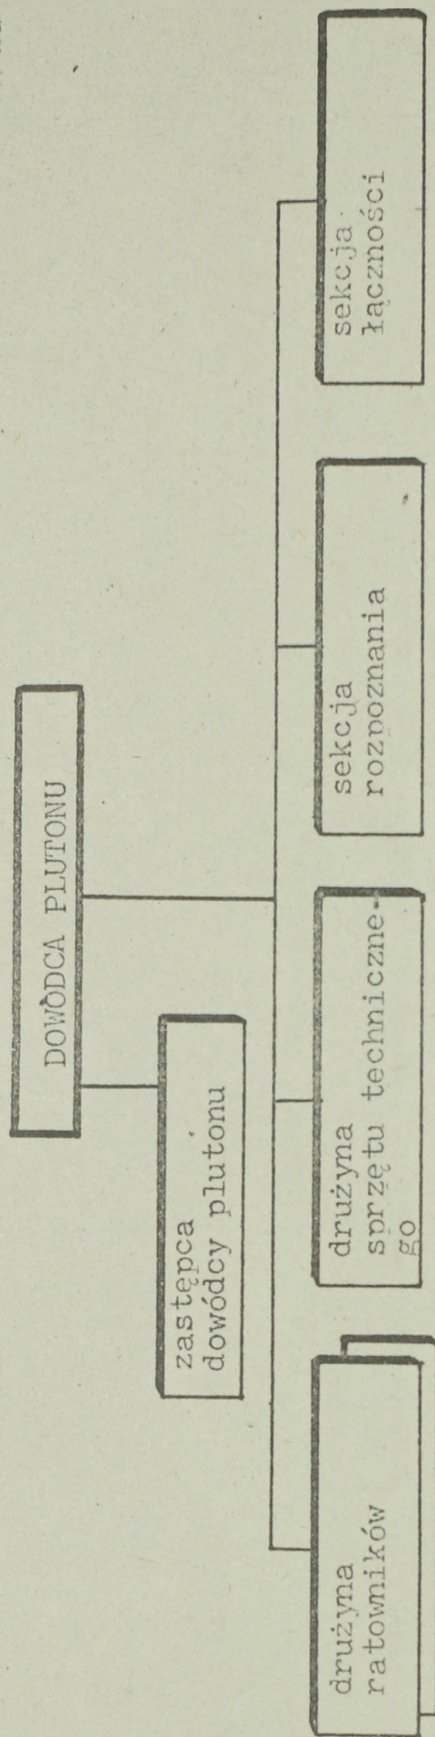 DOWÓDCA PLUTONU
zastępca
dowódcy plutonu
drużyna
ratowników
drużyna
sprzętu techniczne-
go
sekcja
rozpoznania
sekcja
łączności